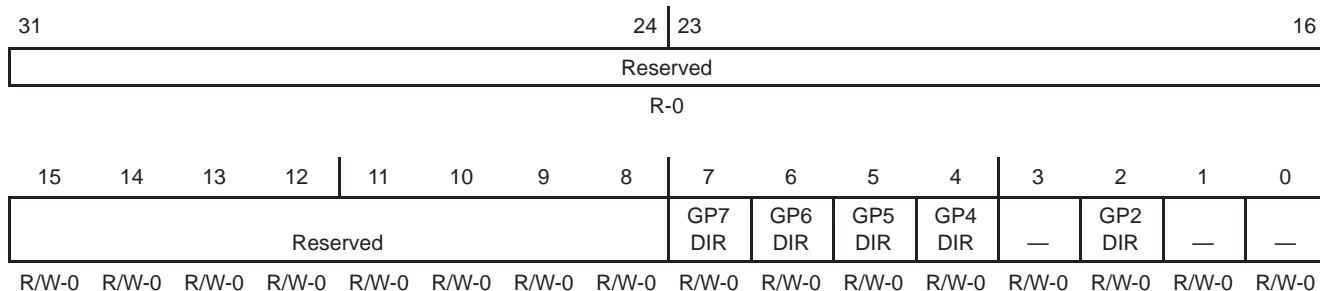 31 24 23 16
Reserved
R-0
15 14 13 12 11 10 9 8 7 6 5 4 3 2 1 0
GP7 GP6 GP5 GP4 GP2
Reserved DIR DIR DIR DIR — DIR — —
R/W-0 R/W-0 R/W-0 R/W-0 R/W-0 R/W-0 R/W-0 R/W-0 R/W-0 R/W-0 R/W-0 R/W-0 R/W-0 R/W-0 R/W-0 R/W-0